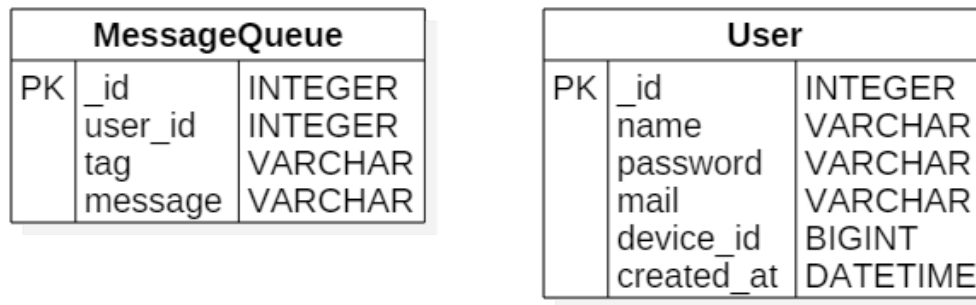 MessageQueue
PK _id INTEGER
user_id INTEGER
tag VARCHAR
message VARCHAR
User
PK _id INTEGER
name VARCHAR
password VARCHAR
mail VARCHAR
device_id BIGINT
created_at DATETIME